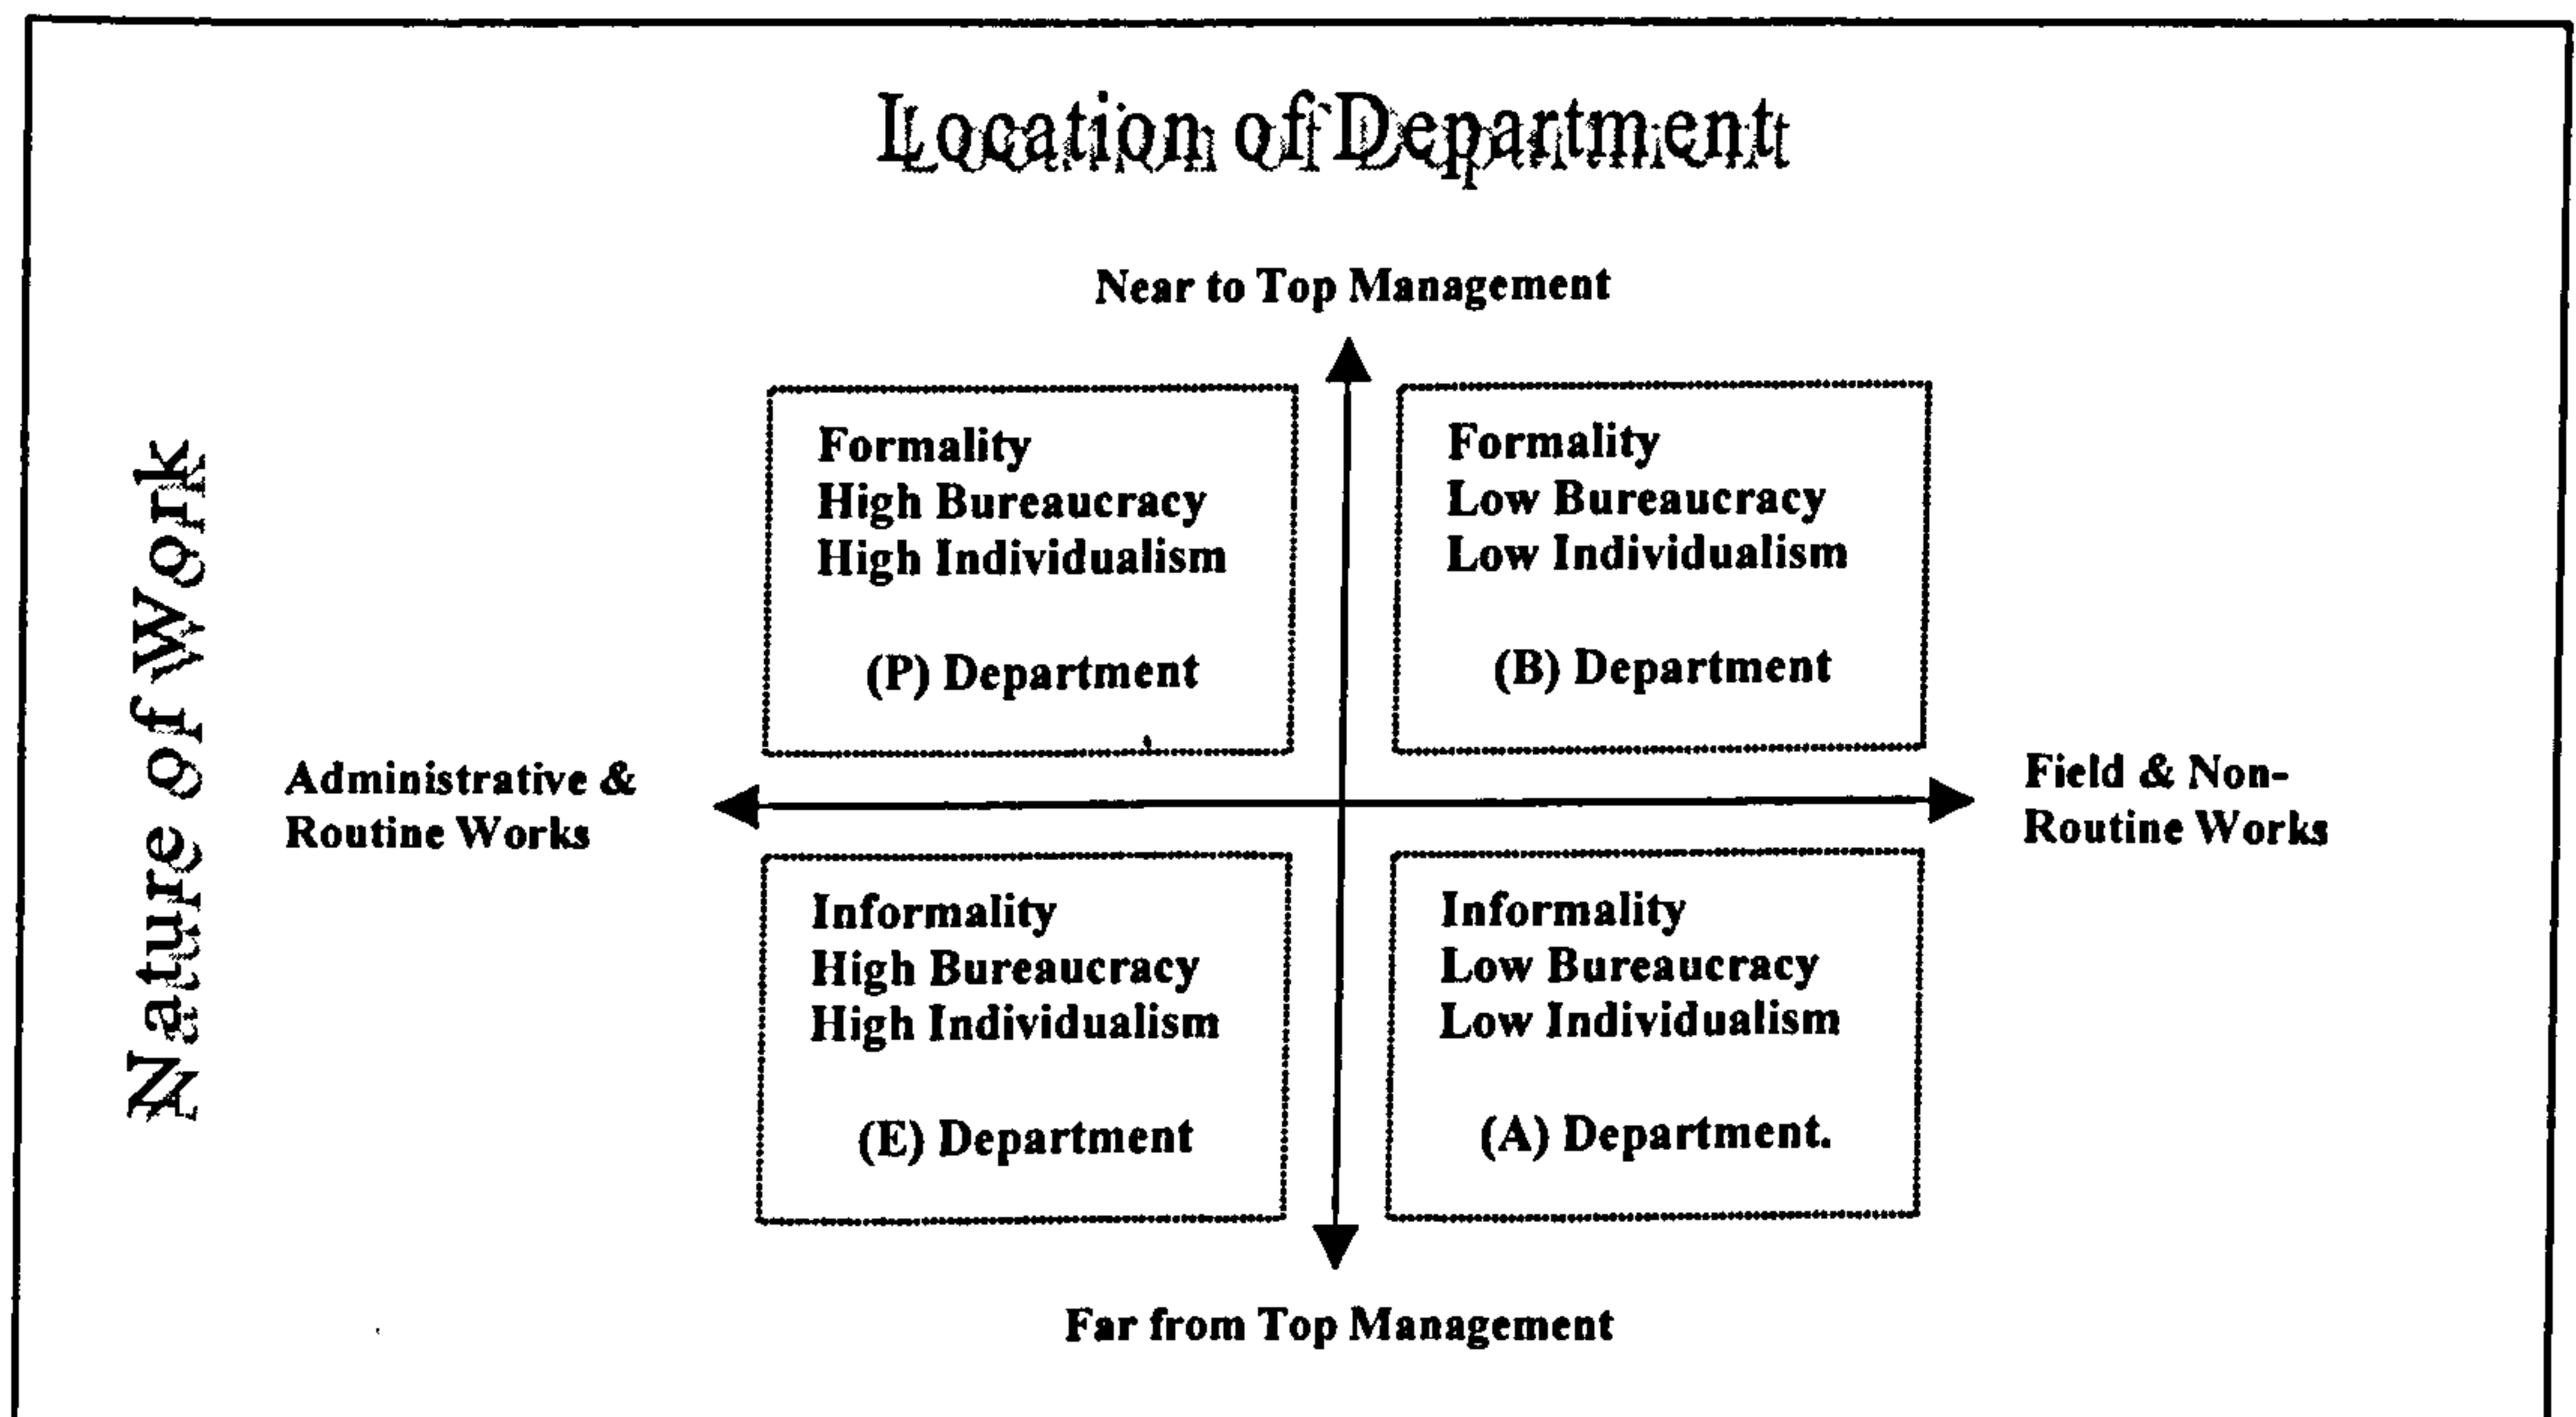 Location of Department
Near to Top Management
Nature of Work
Formality
High Bureaucracy
High Individualism
(P) Department
Formality
Low Bureaucracy
Low Individualism
(B) Department
Administrative &
Routine Works
Field & Non-
Routine Works
Informality
High Bureaucracy
High Individualism
(E) Department
Informality
Low Bureaucracy
Low Individualism
(A) Department.
Far from Top Management